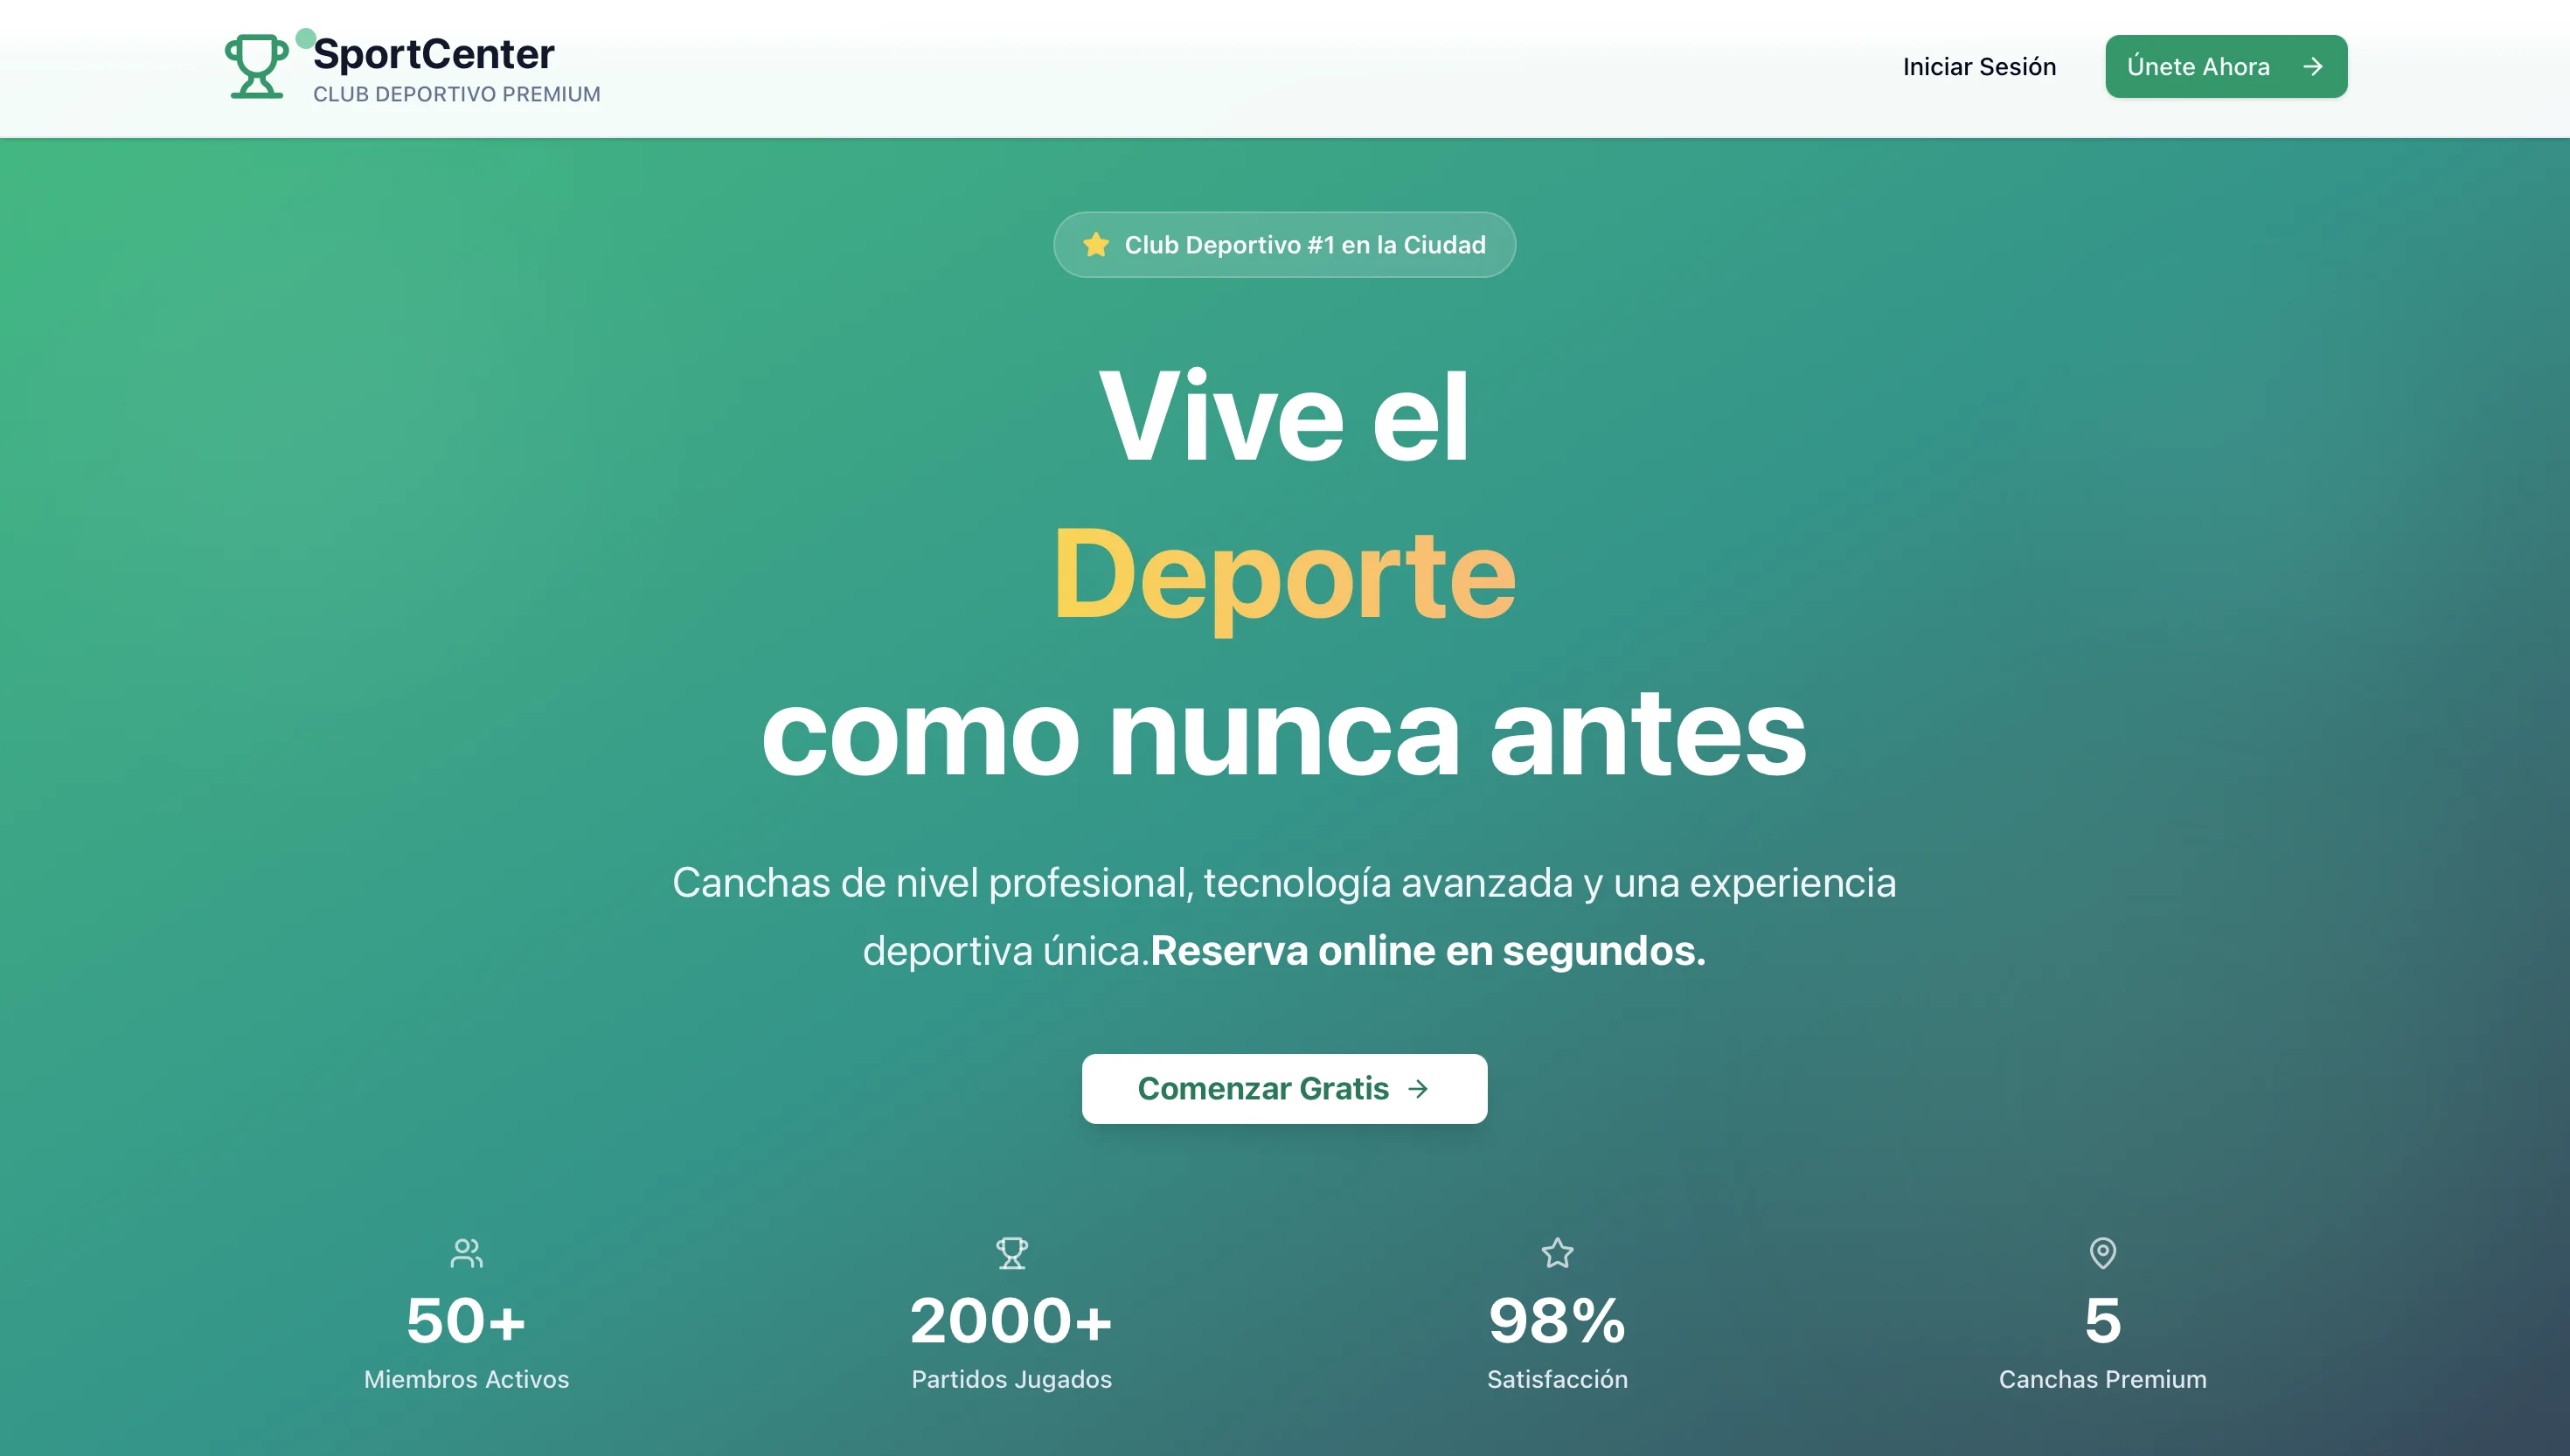 SportCenter
CLUB DEPORTIVO PREMIUM
Iniciar Sesión
Únete Ahora
Club Deportivo #1 en la Ciudad
Vive el
Deporte
como nunca antes
Canchas de nivel profesional, tecnología avanzada y una experiencia
deportiva única.Reserva online en segundos.
Comenzar Gratis
50+
Miembros Activos
2000+
Partidos Jugados
98%
Satisfacción
5
Canchas Premium